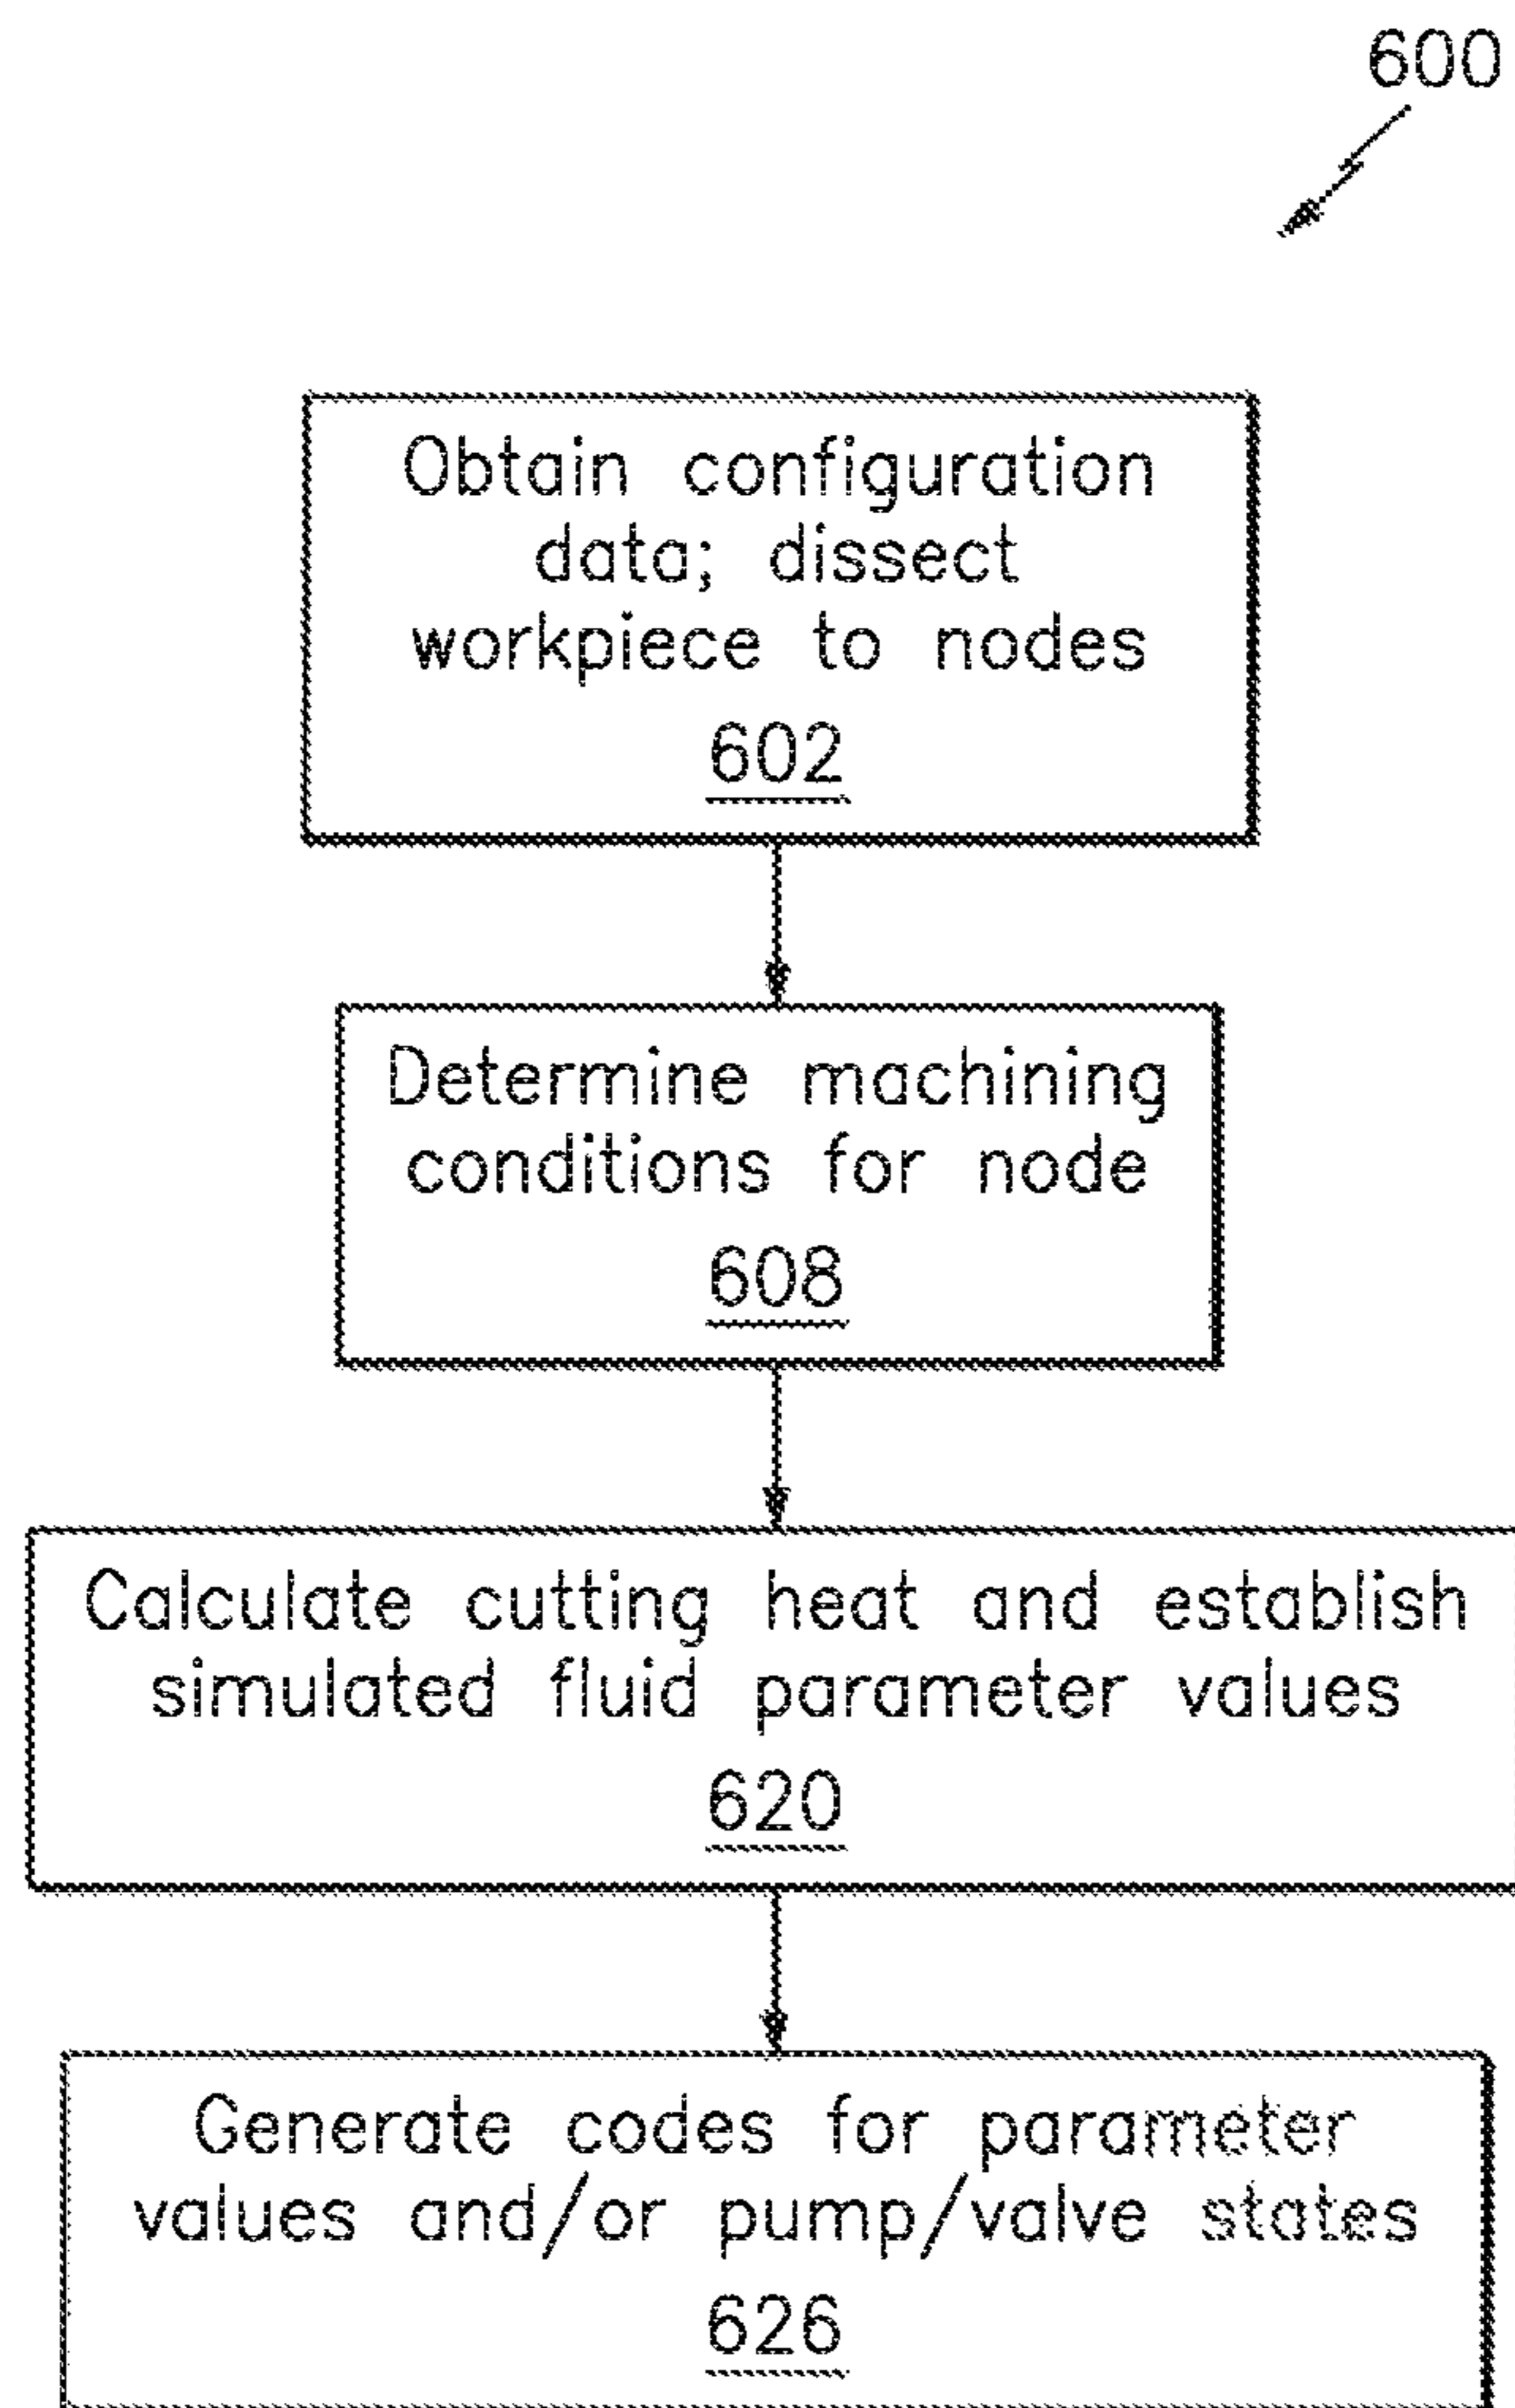 600
Obtain configuration
data; dissect
workpiece to nodes
602
Determine machining
conditions for node
608
Calculate cutting heat and establish
simulated fluid parameter values
620
Generate codes for parameter
values and/or pump/valve states
626